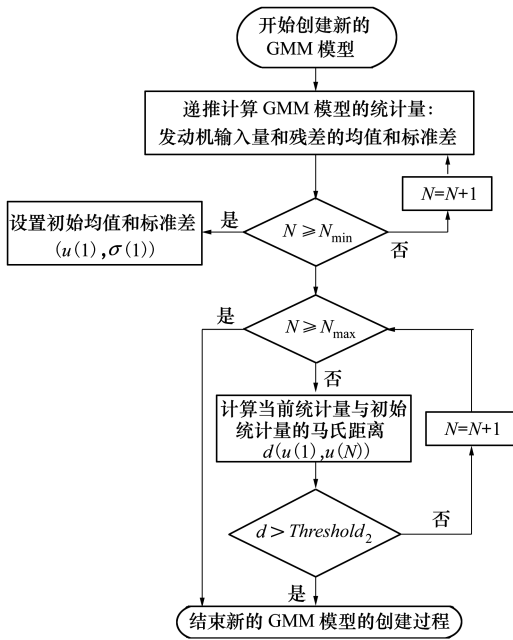 开始创建新的
GMM 模型
递推计算 GMM 模型的统计量：
发动机输入量和残差的均值和标准差
N=N+1
设置初始均值和标准差
(u(1),σ(1))
是
N≥N_min
否
是
N≥N_max
否
计算当前统计量与初始
统计量的马氏距离
d(u(1),u(N))
N=N+1
d>Threshold_2
否
是
结束新的 GMM 模型的创建过程